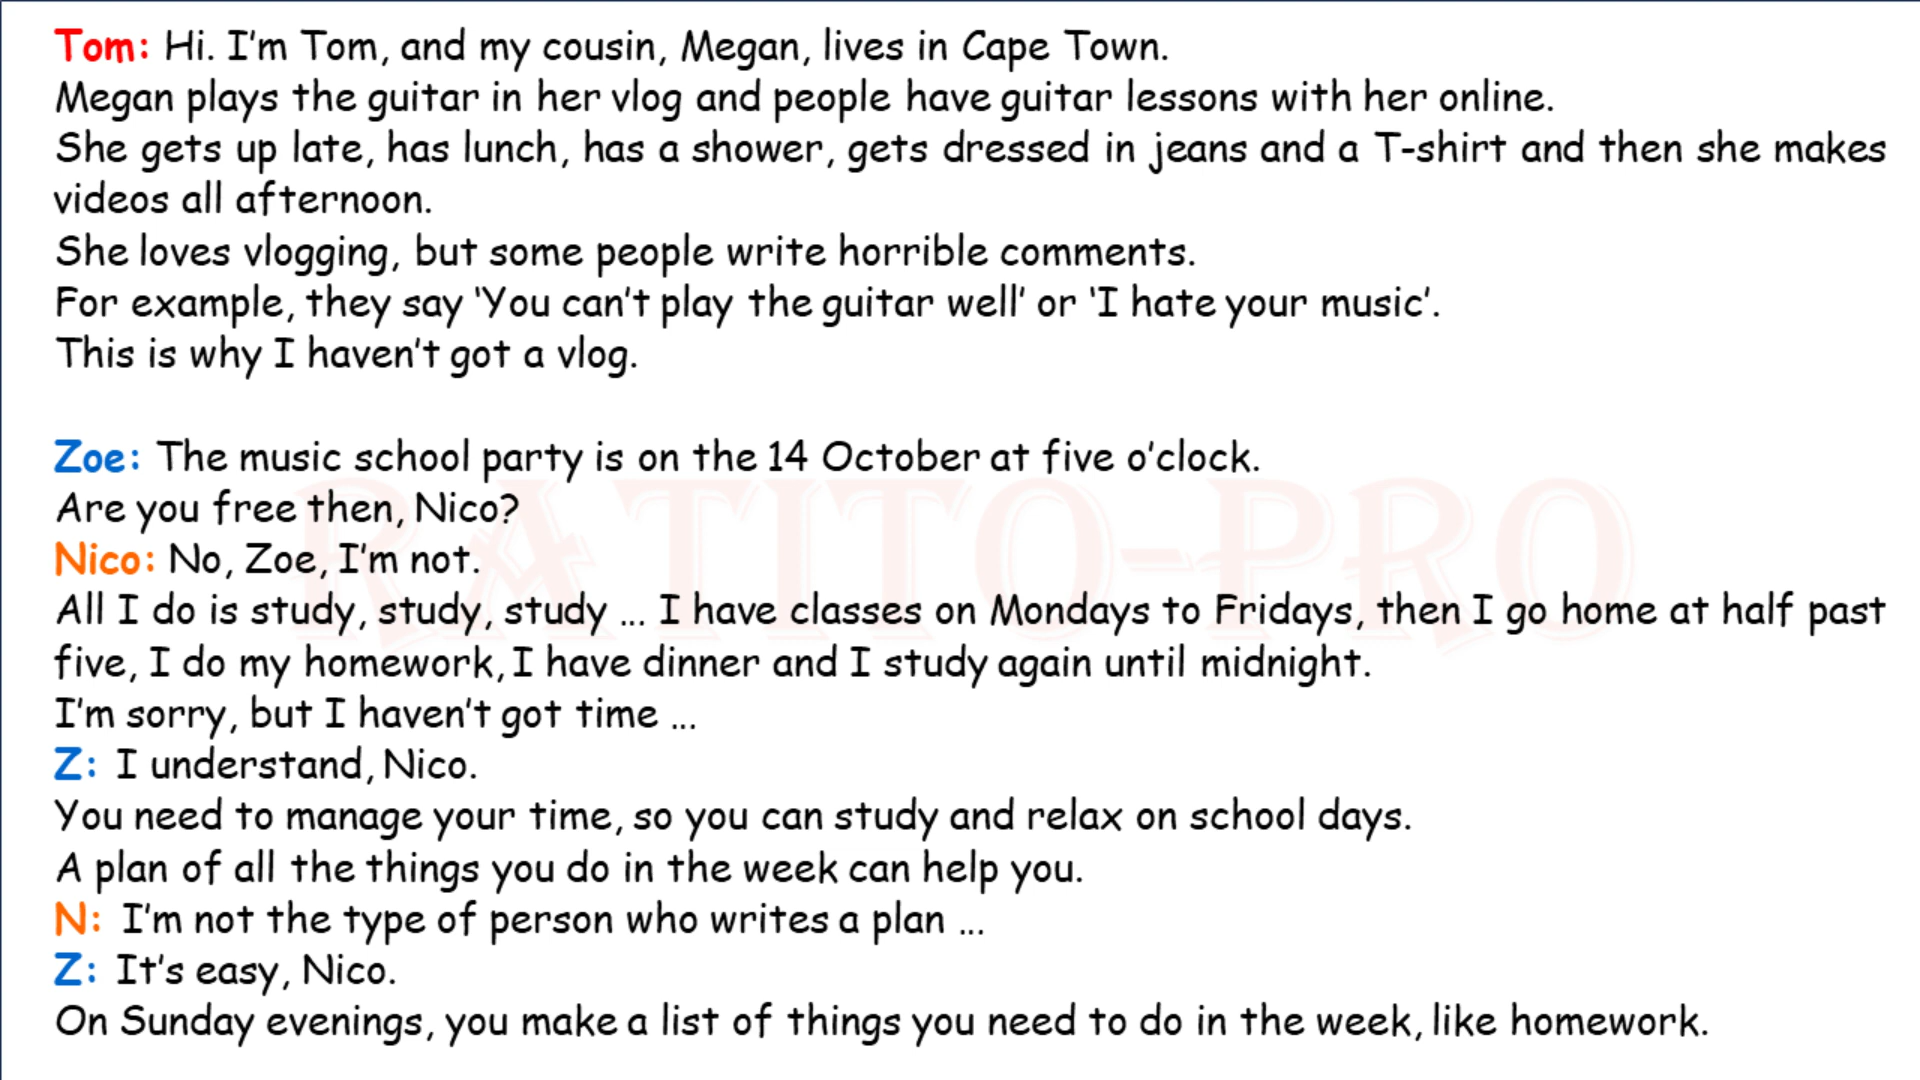 Tom: Hi. I'm Tom, and my cousin, Megan, lives in Cape Town.
Megan plays the guitar in her vlog and people have guitar lessons with her online.
She gets up late, has lunch, has a shower, gets dressed in jeans and a T-shirt and then she makes
videos all afternoon.
She loves vlogging, but some people write horrible comments.
For example, they say ‘You can't play the guitar well’ or ‘I hate your music’.
This is why I haven't got a vlog.
Zoe: The music school party is on the 14 October at five o'clock.
Are you free then, Nico?
RATITO-PRO
Nico: No, Zoe, I'm not.
All I do is study, study, study ... I have classes on Mondays to Fridays, then I go home at half past
five, I do my homework, I have dinner and I study again until midnight.
I'm sorry, but I haven't got time ...
Z: I understand, Nico.
You need to manage your time, so you can study and relax on school days.
A plan of all the things you do in the week can help you.
N: I'm not the type of person who writes a plan ...
Z: It's easy, Nico.
On Sunday evenings, you make a list of things you need to do in the week, like homework.